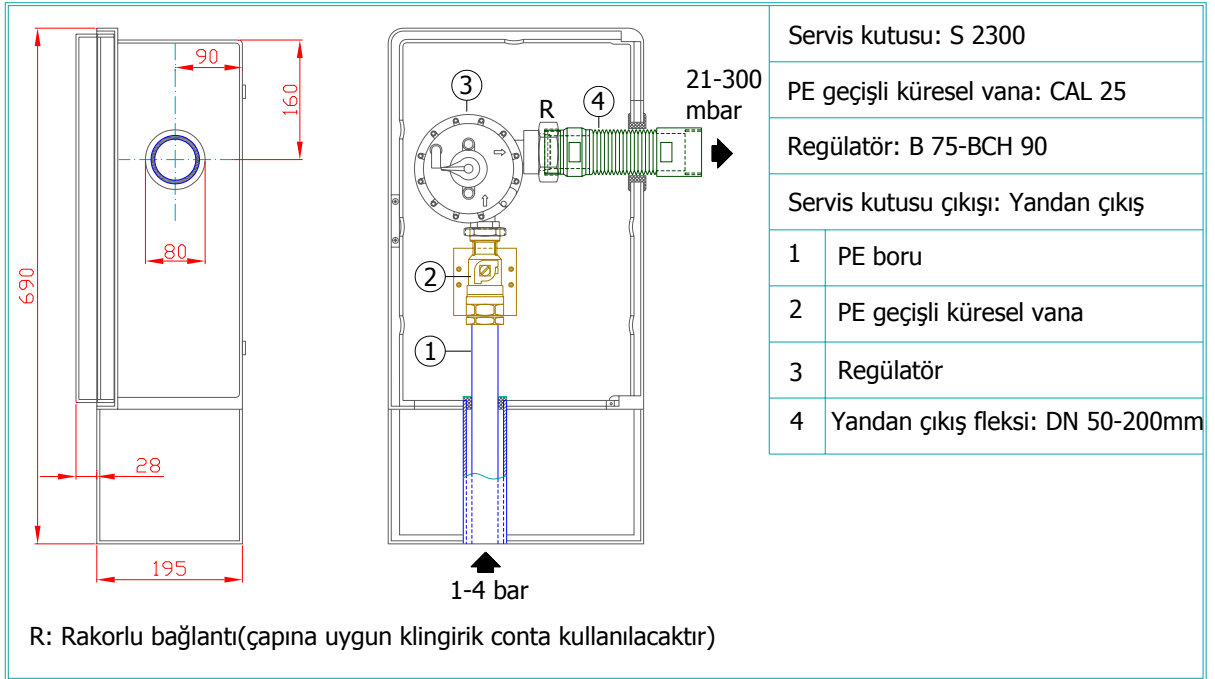 90
160
690
80
28
195
3
R
4
21-300
mbar
2
1
1-4 bar
R: Rakorlu bağlantı(çapına uygun klingirik conta kullanılacaktır)
Servis kutusu: S 2300
PE geçişli küresel vana: CAL 25
Regülatör: B 75-BCH 90
Servis kutusu çıkışı: Yandan çıkış
1 PE boru
2 PE geçişli küresel vana
3 Regülatör
4 Yandan çıkış fleksi: DN 50-200mm